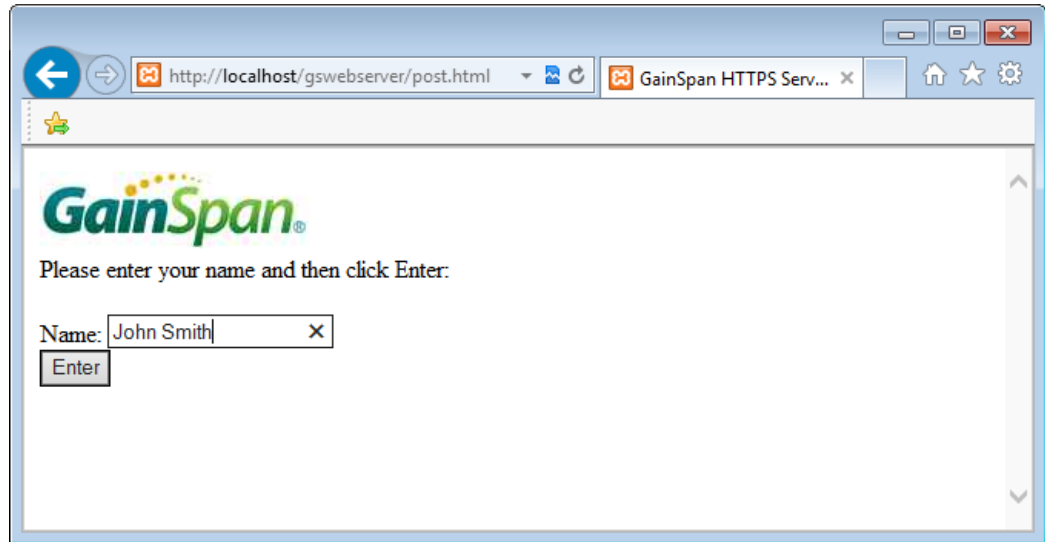 http://localhost/gswebserver/post.html
GainSpan HTTPS Serv...
GainSpan®
Please enter your name and then click Enter:
Name: John Smith
Enter